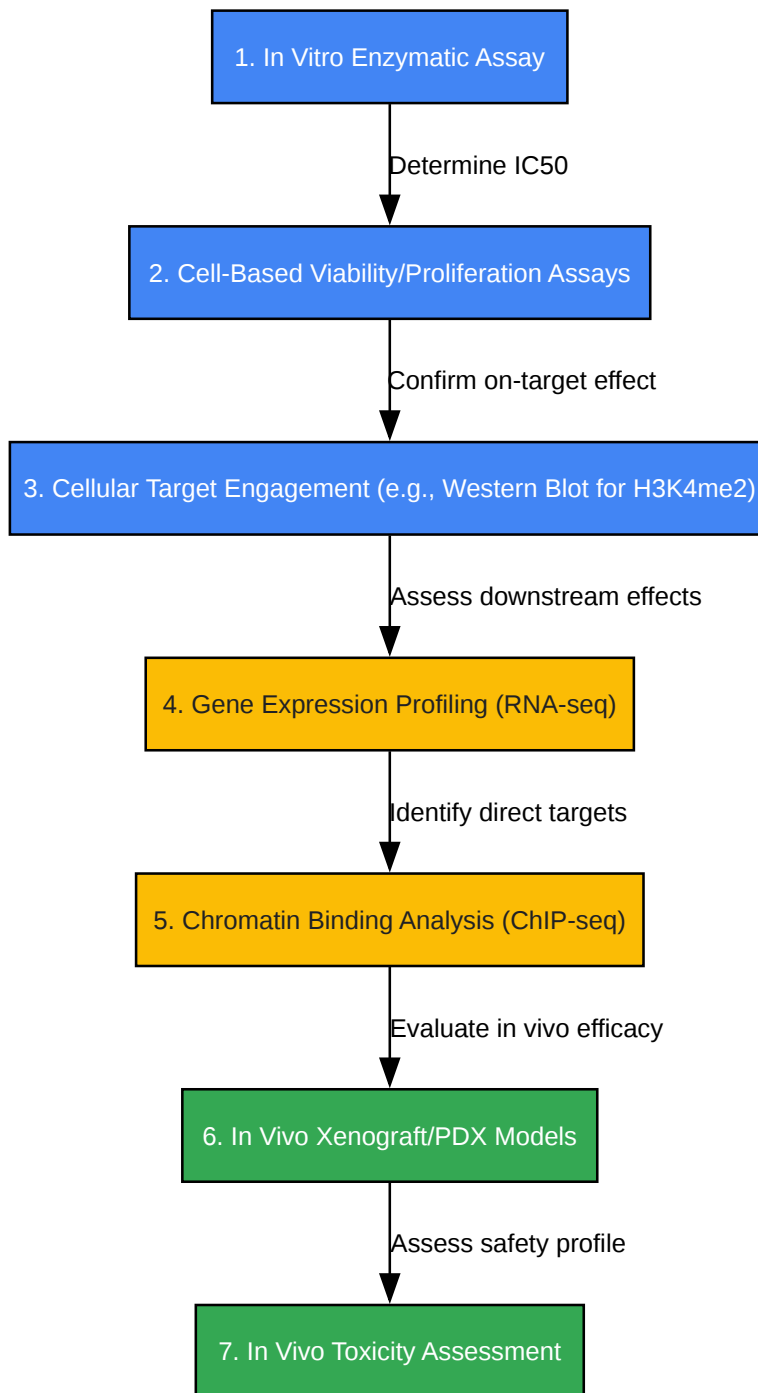 1. In Vitro Enzymatic Assay
Determine IC50
2. Cell-Based Viability/Proliferation Assays
Confirm on-target effect
3. Cellular Target Engagement (e.g., Western Blot for H3K4me2)
Assess downstream effects
4. Gene Expression Profiling (RNA-seq)
Identify direct targets
5. Chromatin Binding Analysis (ChIP-seq)
Evaluate in vivo efficacy
6. In Vivo Xenograft/PDX Models
Assess safety profile
7. In Vivo Toxicity Assessment